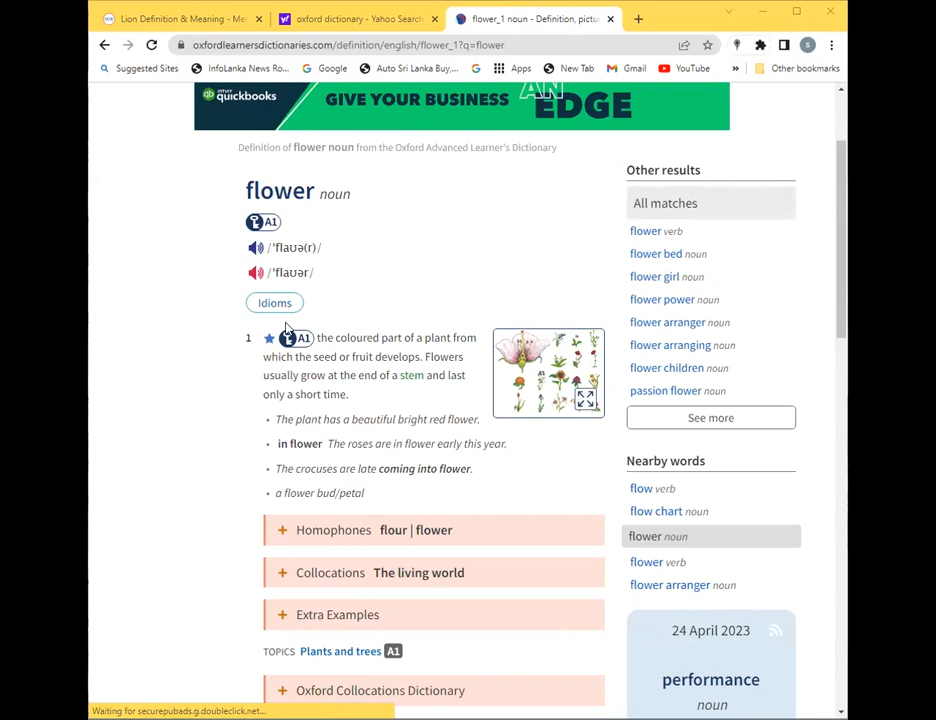 Lion Definition & Meaning - Me
oxford dictionary - Yahoo Search
flower_1 noun - Definition, pictu
oxfordlearnersdictionaries.com/definition/english/flower_1?q=flower
S
Suggested Sites
InfoLanka News Ro...
Google
Auto Sri Lanka Buy,...
Apps
New Tab
Gmail
YouTube
»
Other bookmarks
intuit quickbooks
GIVE YOUR BUSINESS
AN
EDGE
Definition of flower noun from the Oxford Advanced Learner's Dictionary
flower noun
A1
/ˈflaʊə(r)/
/ˈflaʊər/
Idioms
1 A1 the coloured part of a plant from
which the seed or fruit develops. Flowers
usually grow at the end of a stem and last
only a short time.
• The plant has a beautiful bright red flower.
• in flower The roses are in flower early this year.
• The crocuses are late coming into flower.
• a flower bud/petal
+ Homophones flour | flower
+ Collocations The living world
+ Extra Examples
TOPICS Plants and trees A1
+ Oxford Collocations Dictionary
Other results
All matches
flower verb
flower bed noun
flower girl noun
flower power noun
flower arranger noun
flower arranging noun
flower children noun
passion flower noun
See more
Nearby words
flow verb
flow chart noun
flower noun
flower verb
flower arranger noun
24 April 2023
performance
noun
Waiting for securepubads.g.doubleclick.net...